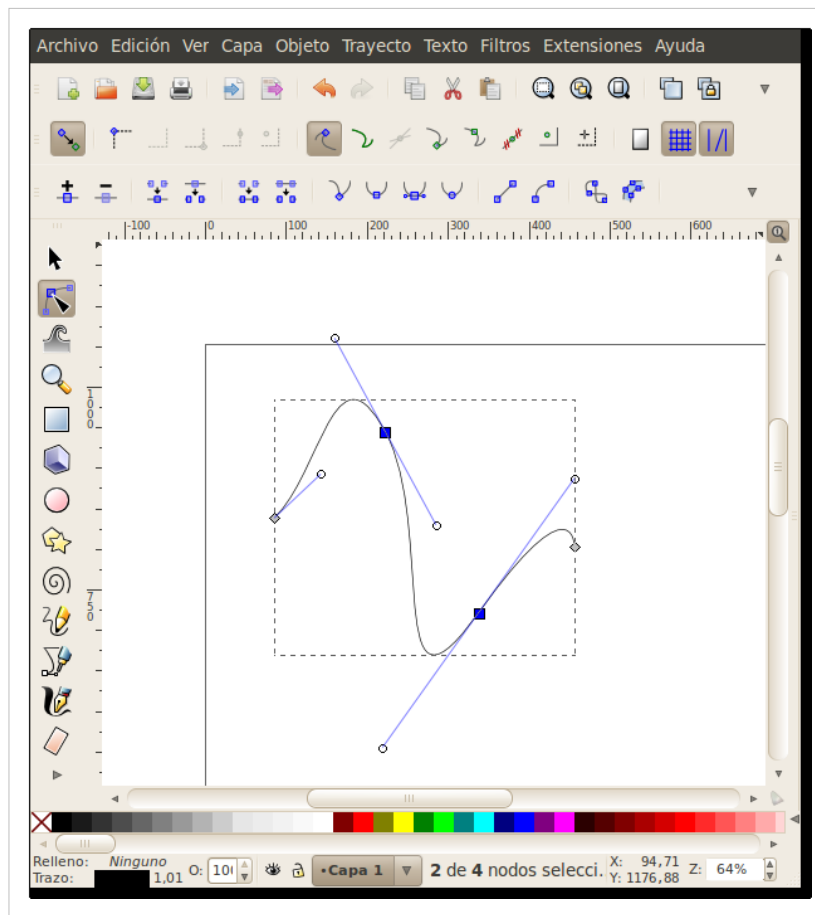 Archivo Edición Ver Capa Objeto Trayecto Texto Filtros Extensiones Ayuda
-100 0 100 200 300 400 500 600
1000
750
Relleno: Ninguno
Trazo: 1,01
O: 10
•Capa 1
2 de 4 nodos selecci.
X: 94,71
Y: 1176,88
Z: 64%